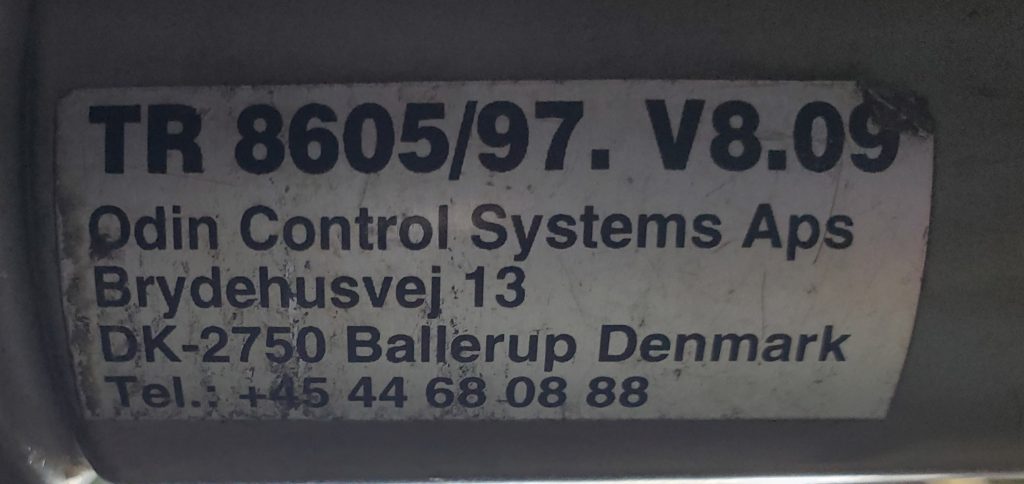 TR 8605/97. V8.09
Odin Control Systems Aps
Brydehusvej 13
DK-2750 Ballerup Denmark
Tel.: +45 44 68 08 88